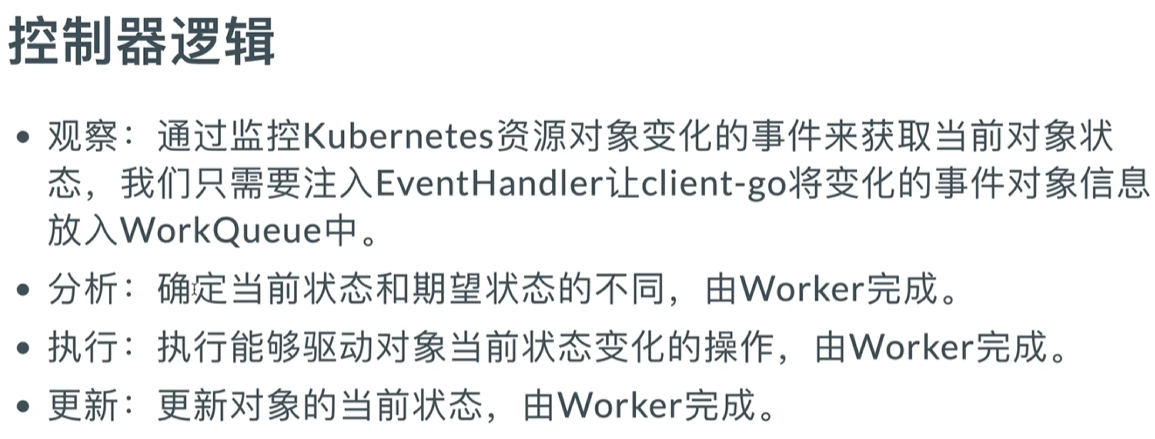 控制器逻辑
• 观察：通过监控Kubernetes资源对象变化的事件来获取当前对象状
态，我们只需要注入EventHandler让client-go将变化的事件对象信息
放入WorkQueue中。
• 分析：确定当前状态和期望状态的不同，由Worker完成。
• 执行：执行能够驱动对象当前状态变化的操作，由Worker完成。
• 更新：更新对象的当前状态，由Worker完成。